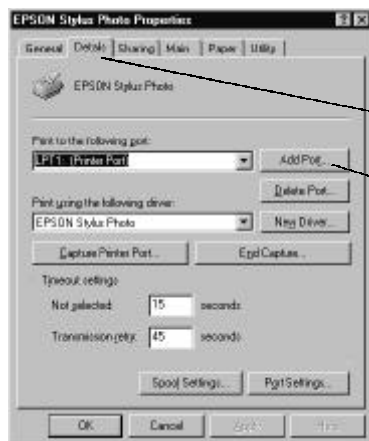 EPSON Stylus Photo Properties
General Details Sharing Main Paper Utility
EPSON Stylus Photo
Print to the following port:
LPT1: (Printer Port)
Add Port...
Delete Port...
Print using the following driver:
EPSON Stylus Photo
New Driver...
Capture Printer Port... End Capture...
Timeout settings
Not selected: 15 seconds
Transmission retry: 45 seconds
Spool Settings... Port Settings...
OK Cancel Apply